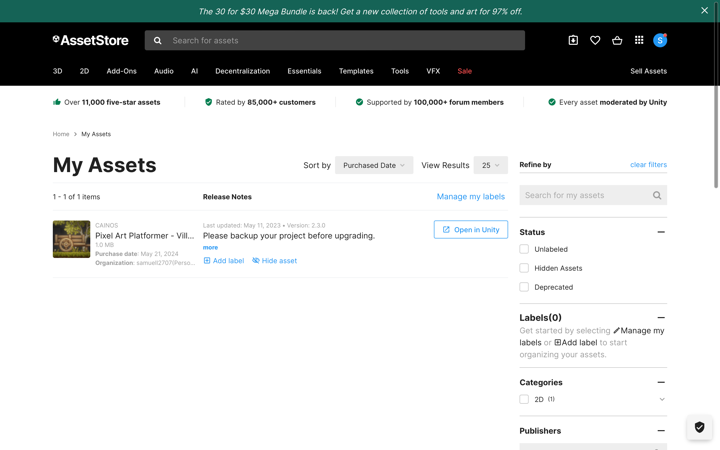 The 30 for $30 Mega Bundle is back! Get a new collection of tools and art for 97% off.
AssetStore
Search for assets
S
3D 2D Add-Ons Audio AI Decentralization Essentials Templates Tools VFX Sale Sell Assets
Over 11,000 five-star assets
Rated by 85,000+ customers
Supported by 100,000+ forum members
Every asset moderated by Unity
Home > My Assets
My Assets
Sort by Purchased Date View Results 25
1 - 1 of 1 items
Release Notes
Manage my labels
CAINOS
Pixel Art Platformer - Vill...
1.0 MB
Purchase date: May 21, 2024
Organization: samuell2707(Perso...
Last updated: May 11, 2023 • Version: 2.3.0
Please backup your project before upgrading.
more
Add label Hide asset
Open in Unity
Refine by clear filters
Search for my assets
Status
Unlabeled
Hidden Assets
Deprecated
Labels(0)
Get started by selecting Manage my
labels or Add label to start
organizing your assets.
Categories
2D (1)
Publishers